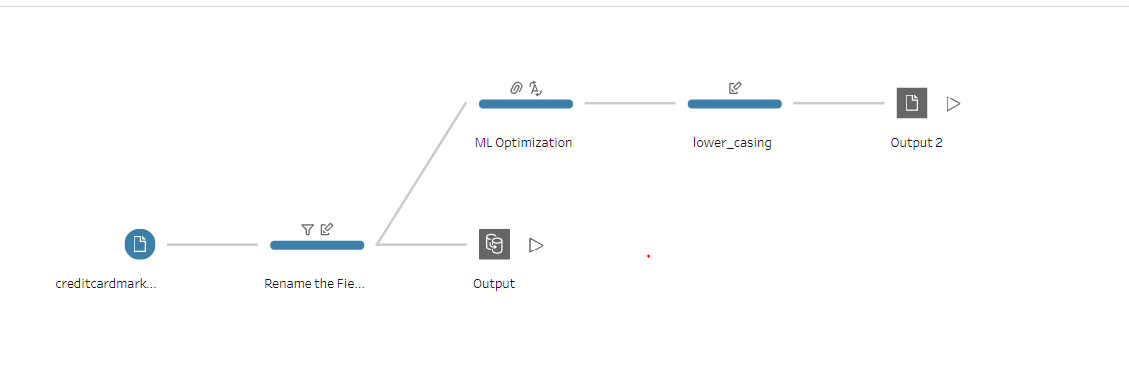 ML Optimization
lower_casing
Output 2
creditcardmark...
Rename the Fie...
Output